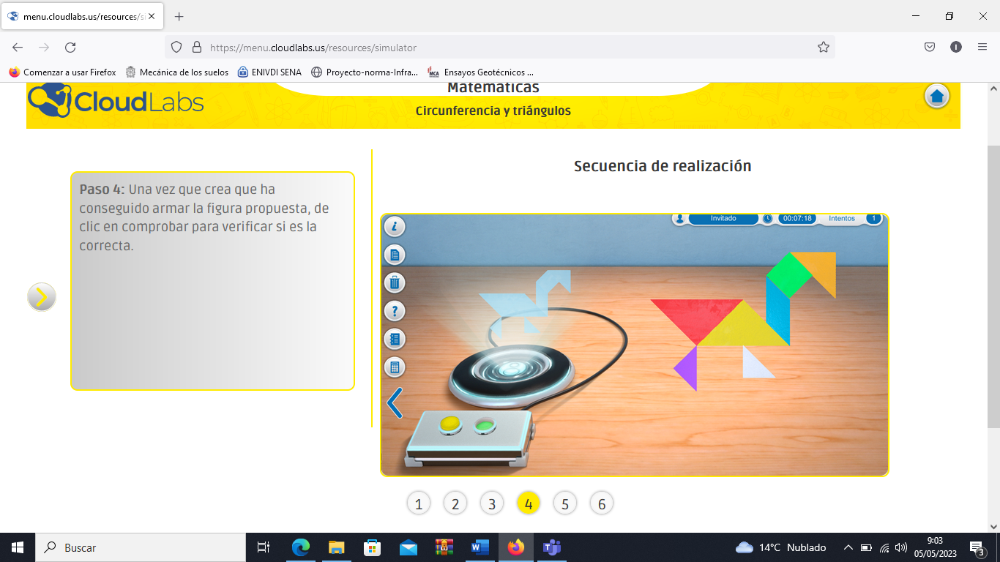 menu.cloudlabs.us/resources/si
https://menu.cloudlabs.us/resources/simulator
Comenzar a usar Firefox
Mecánica de los suelos
ENIVDI SENA
Proyecto-norma-Infra...
MCA
Ensayos Geotécnicos ...
CloudLabs
Matemáticas
Circunferencia y triángulos
Paso 4: Una vez que crea que ha
conseguido armar la figura propuesta, de
clic en comprobar para verificar si es la
correcta.
Secuencia de realización
Invitado
00:07:18
Intentos
1
1
2
3
4
5
6
Buscar
14°C Nublado
9:03
05/05/2023
3